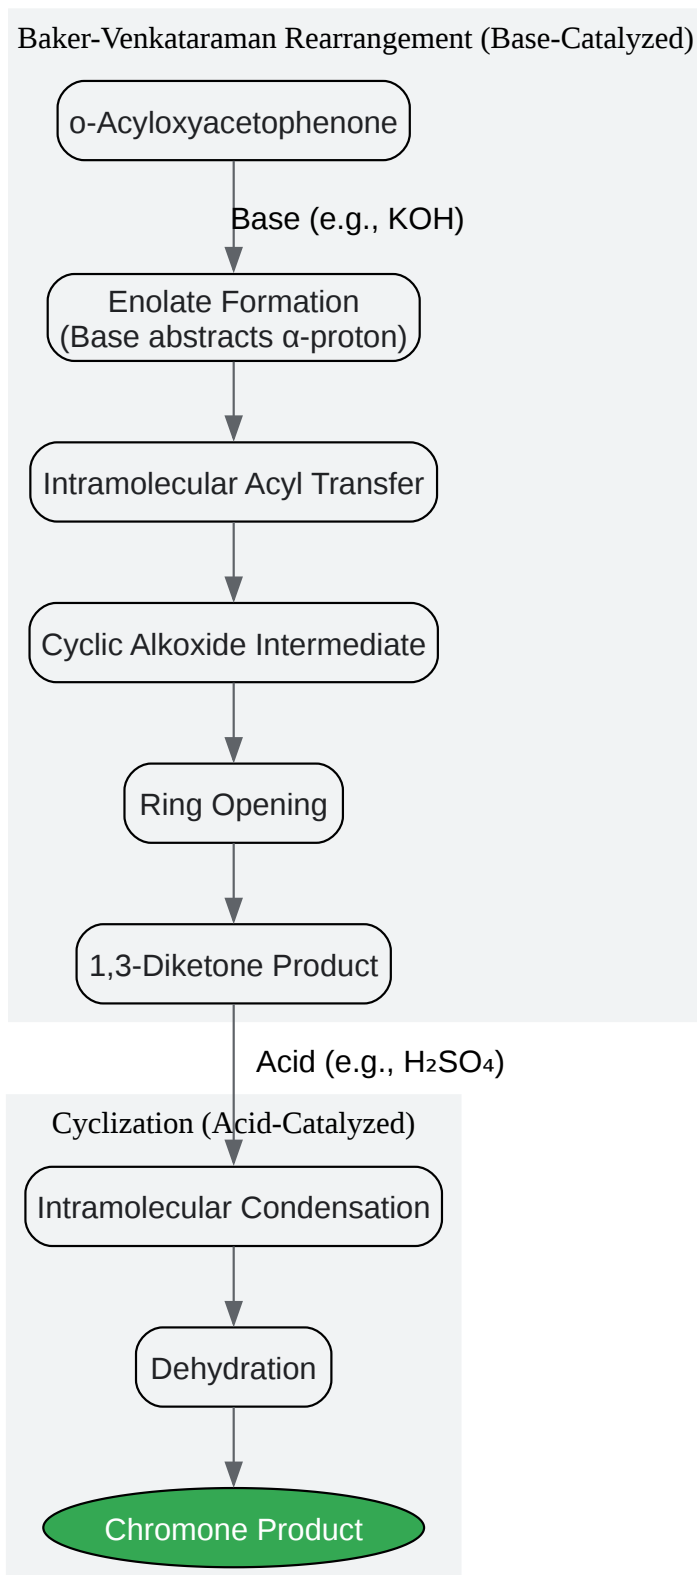 Baker-Venkataraman Rearrangement (Base-Catalyzed)
o-Acyloxyacetophenone
Base (e.g., KOH)
Enolate Formation
(Base abstracts α-proton)
Intramolecular Acyl Transfer
Cyclic Alkoxide Intermediate
Ring Opening
1,3-Diketone Product
Acid (e.g., H₂SO₄)
Cyclization (Acid-Catalyzed)
Intramolecular Condensation
Dehydration
Chromone Product